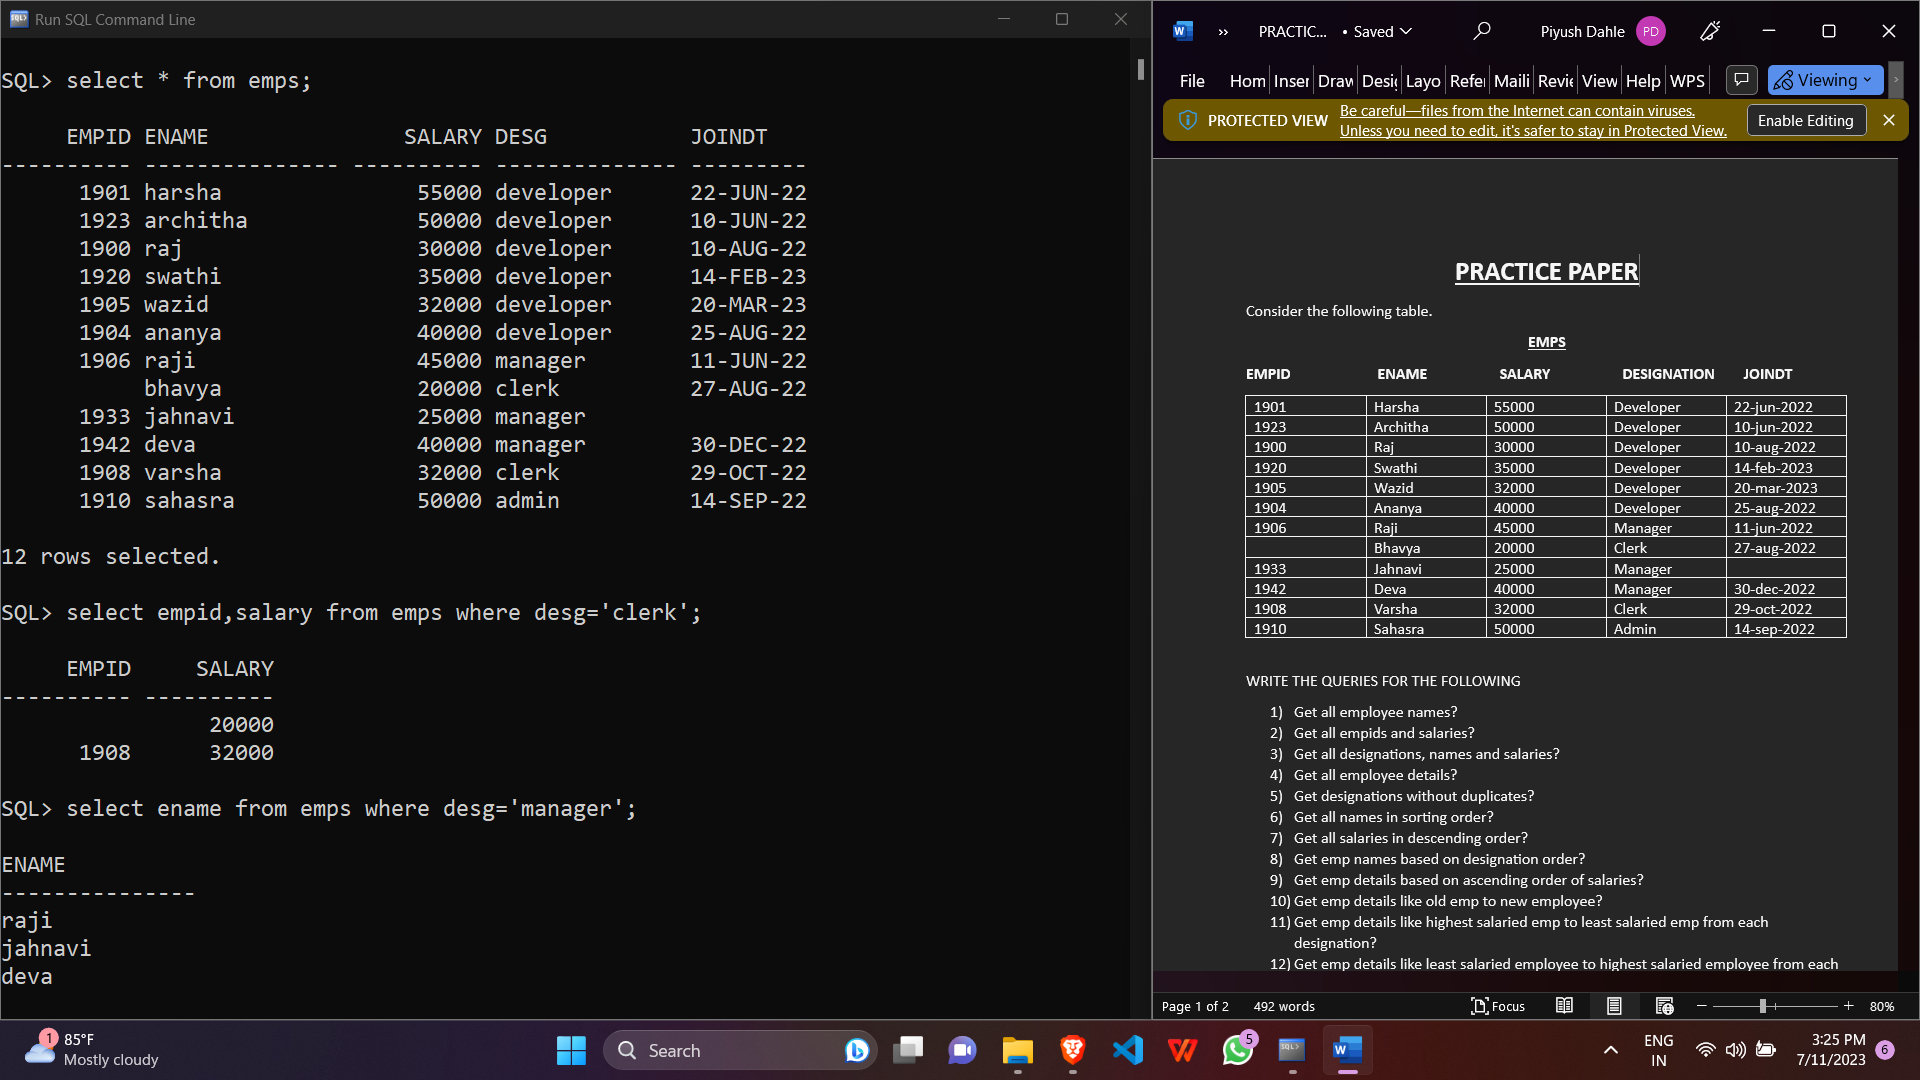 Run SQL Command Line
SQL> select * from emps;
EMPID ENAME SALARY DESG JOINDT
---------- --------------- ---------- -------------- ---------
1901 harsha 55000 developer 22-JUN-22
1923 architha 50000 developer 10-JUN-22
1900 raj 30000 developer 10-AUG-22
1920 swathi 35000 developer 14-FEB-23
1905 wazid 32000 developer 20-MAR-23
1904 ananya 40000 developer 25-AUG-22
1906 raji 45000 manager 11-JUN-22
bhavya 20000 clerk 27-AUG-22
1933 jahnavi 25000 manager
1942 deva 40000 manager 30-DEC-22
1908 varsha 32000 clerk 29-OCT-22
1910 sahasra 50000 admin 14-SEP-22
12 rows selected.
SQL> select empid,salary from emps where desg='clerk';
EMPID SALARY
---------- ----------
20000
1908 32000
SQL> select ename from emps where desg='manager';
ENAME
---------------
raji
jahnavi
deva
PRACTIC... • Saved
Piyush Dahle PD
File Hom Inser Draw Desig Layo Refer Maili Revie View Help WPS
Viewing
PROTECTED VIEW Be careful—files from the Internet can contain viruses.
Unless you need to edit, it's safer to stay in Protected View.
Enable Editing
PRACTICE PAPER
Consider the following table.
EMPS
EMPID ENAME SALARY DESIGNATION JOINDT
1901 Harsha 55000 Developer 22-jun-2022
1923 Architha 50000 Developer 10-jun-2022
1900 Raj 30000 Developer 10-aug-2022
1920 Swathi 35000 Developer 14-feb-2023
1905 Wazid 32000 Developer 20-mar-2023
1904 Ananya 40000 Developer 25-aug-2022
1906 Raji 45000 Manager 11-jun-2022
Bhavya 20000 Clerk 27-aug-2022
1933 Jahnavi 25000 Manager
1942 Deva 40000 Manager 30-dec-2022
1908 Varsha 32000 Clerk 29-oct-2022
1910 Sahasra 50000 Admin 14-sep-2022
WRITE THE QUERIES FOR THE FOLLOWING
1) Get all employee names?
2) Get all empids and salaries?
3) Get all designations, names and salaries?
4) Get all employee details?
5) Get designations without duplicates?
6) Get all names in sorting order?
7) Get all salaries in descending order?
8) Get emp names based on designation order?
9) Get emp details based on ascending order of salaries?
10) Get emp details like old emp to new employee?
11) Get emp details like highest salaried emp to least salaried emp from each
designation?
12) Get emp details like least salaried employee to highest salaried employee from each
Page 1 of 2 492 words Focus 80%
1 85°F
Mostly cloudy
Search
5
ENG
IN
3:25 PM
7/11/2023
6